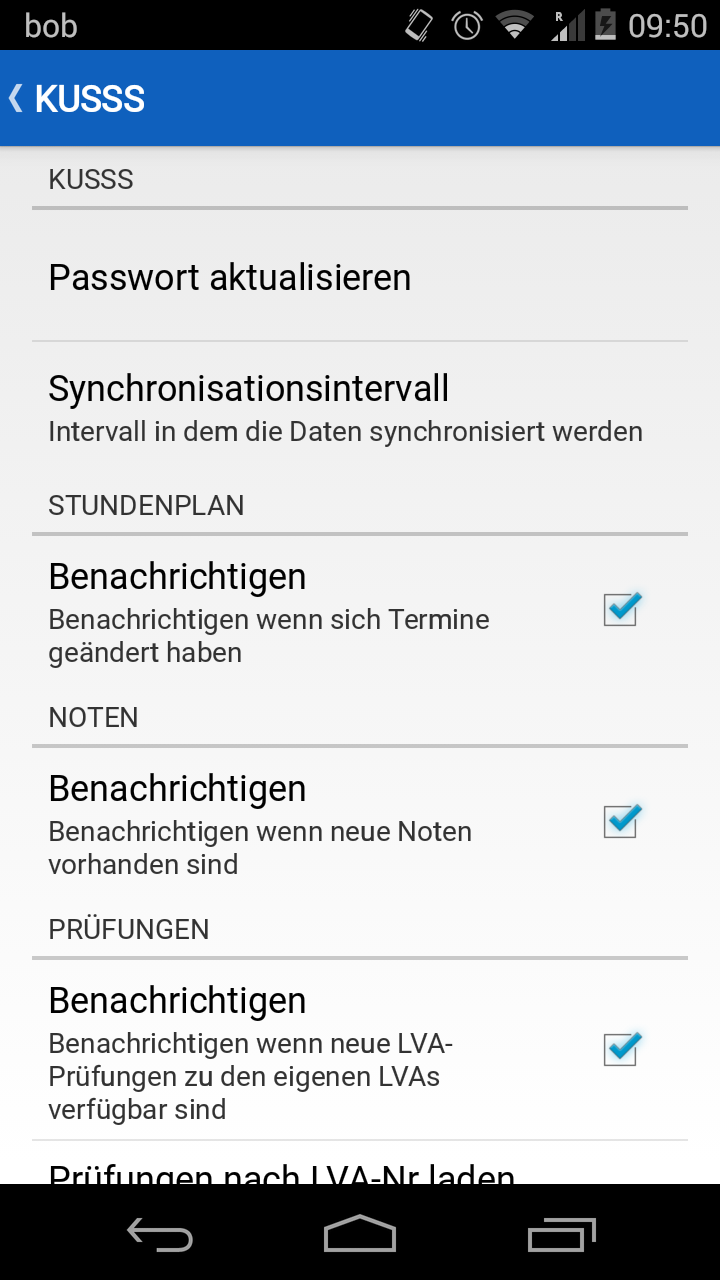 bob
R
09:50
KUSSS
KUSSS
Passwort aktualisieren
Synchronisationsintervall
Intervall in dem die Daten synchronisiert werden
STUNDENPLAN
Benachrichtigen
Benachrichtigen wenn sich Termine
geändert haben
NOTEN
Benachrichtigen
Benachrichtigen wenn neue Noten
vorhanden sind
PRÜFUNGEN
Benachrichtigen
Benachrichtigen wenn neue LVA-
Prüfungen zu den eigenen LVAs
verfügbar sind
Prüfungen nach LVA-Nr laden